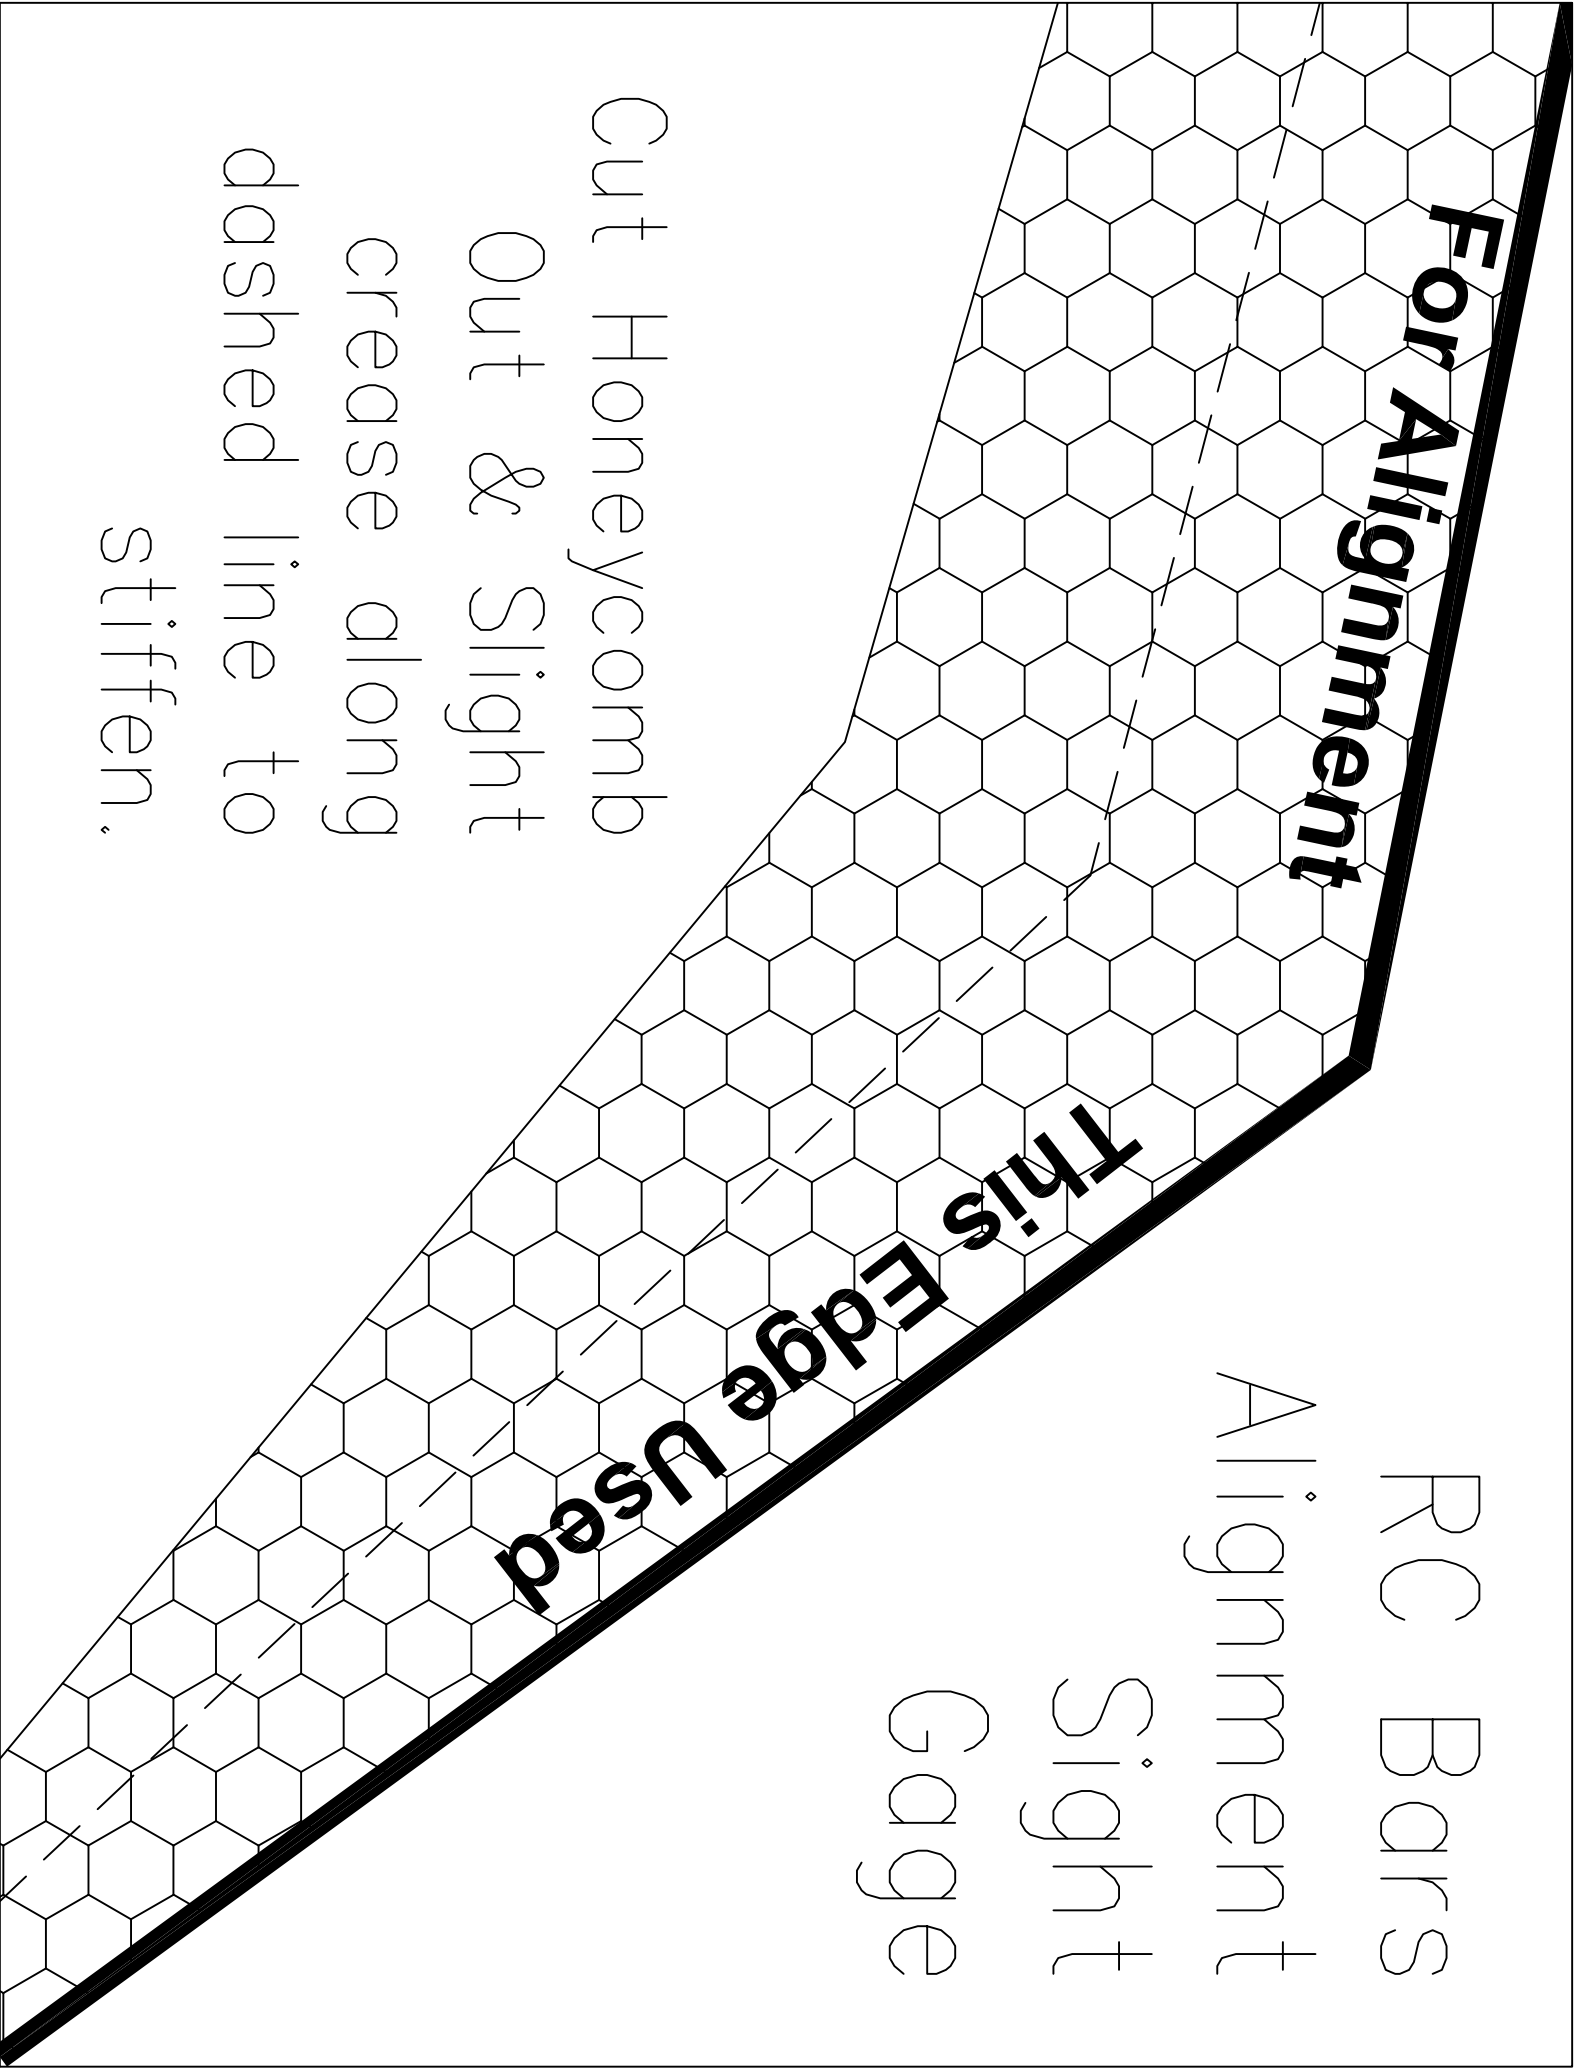 RC Bars
Alignment
Sight
Gage
This Edge Used
For Alignment
Cut Honeycomb
Out & Slight
crease along
dashed line to
stiffen.